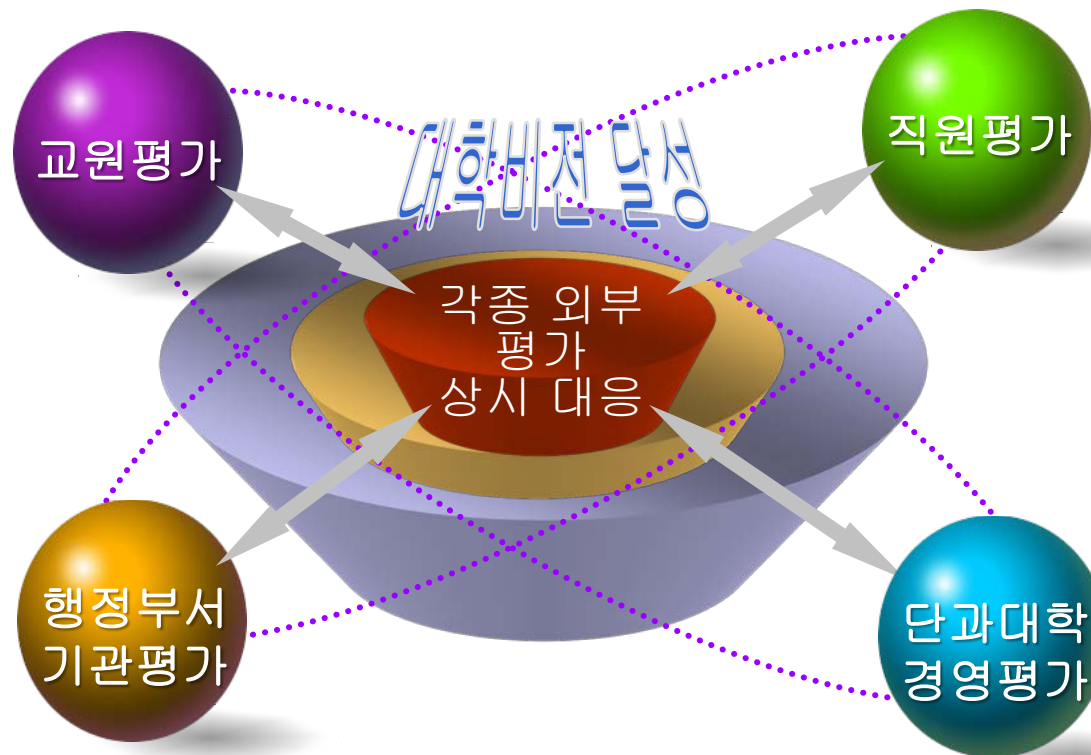 교원평가
직원평가
대학비전 달성
각종 외부
평가
상시 대응
행정부서
기관평가
단과대학
경영평가